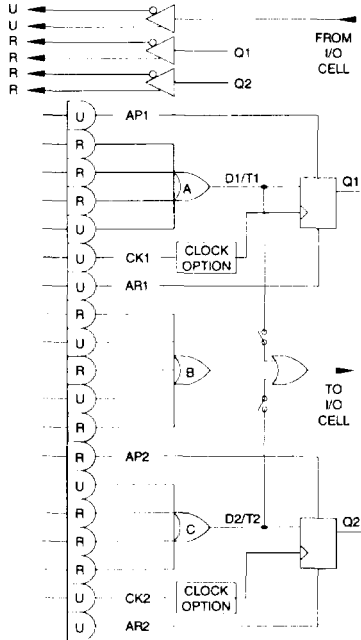 U
U
R
R Q1
R
R Q2
FROM
I/O
CELL
U AP1
R
R
R
U
A
D1/T1
Q1
U CK1
CLOCK
OPTION
U AR1
R
U
R
U
R
B
TO
I/O
CELL
R AP2
U
R
R
R
C
D2/T2
Q2
U CK2
CLOCK
OPTION
U AR2